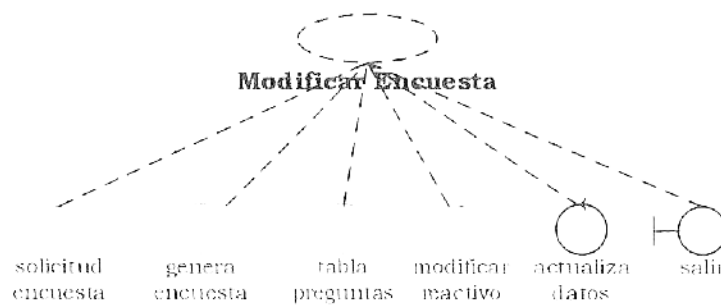 Modificar Encuesta
solicitud genera tabla modificar actualiza salir
encuesta encuesta preguntas reactivo datos